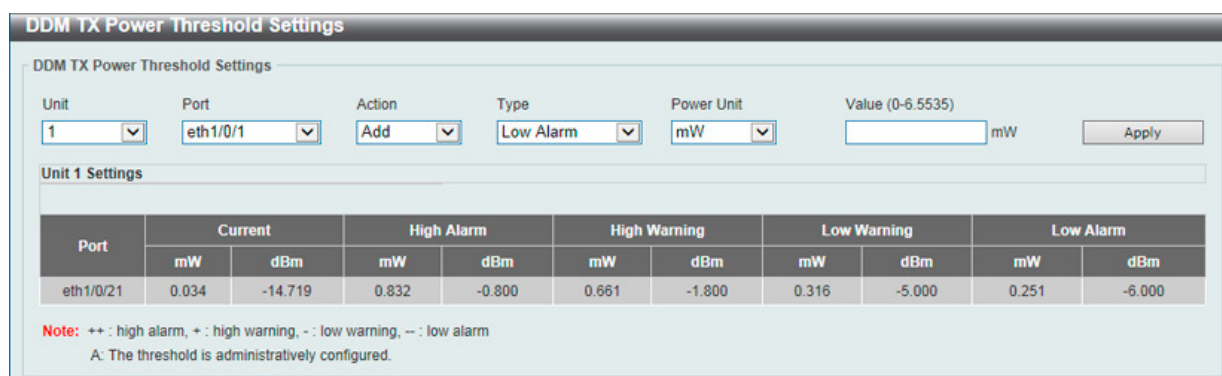 DDM TX Power Threshold Settings
DDM TX Power Threshold Settings
Unit Port Action Type Power Unit Value (0-6.5535)
1 eth1/0/1 Add Low Alarm mW mW Apply
Unit 1 Settings
Port Current High Alarm High Warning Low Warning Low Alarm
mW dBm mW dBm mW dBm mW dBm mW dBm
eth1/0/21 0.034 -14.719 0.832 -0.800 0.661 -1.800 0.316 -5.000 0.251 -6.000
Note: ++ : high alarm, + : high warning, - : low warning, -- : low alarm
A: The threshold is administratively configured.